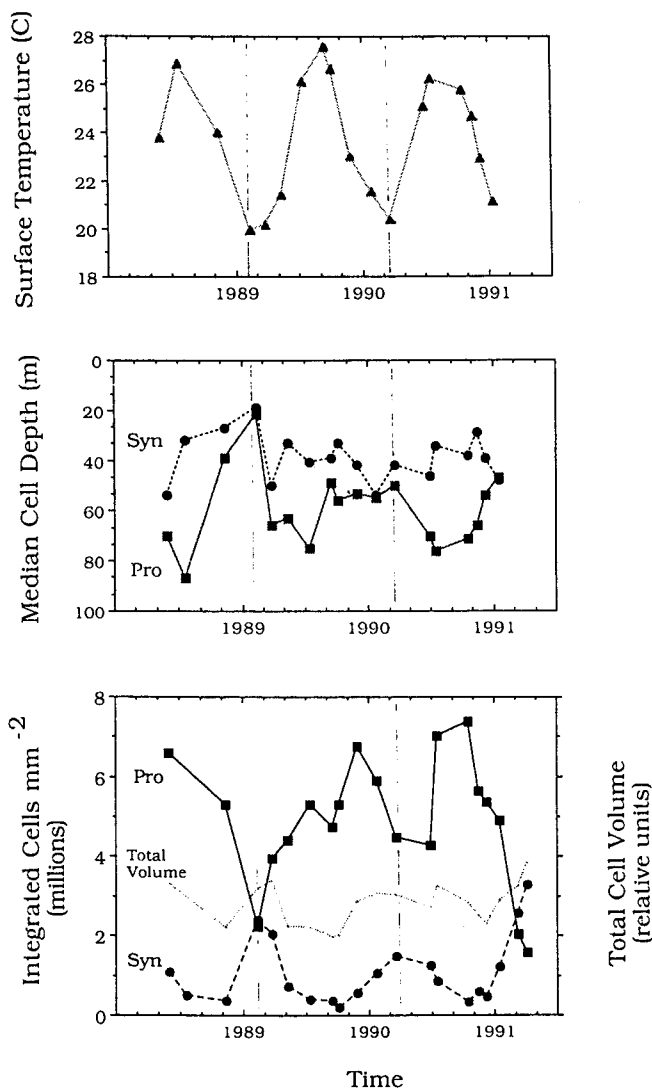 Surface Temperature (C)
28
26
24
22
20
18
1989
1990
1991
Median Cell Depth (m)
0
20
40
60
80
100
Syn
Pro
1989
1990
1991
Integrated Cells mm -2
(millions)
8
6
4
2
0
Pro
Total
Volume
Syn
Total Cell Volume
(relative units)
1989
1990
1991
Time